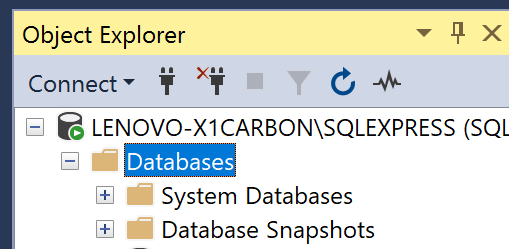 Object Explorer
Connect
LENOVO-X1CARBON\SQLEXPRESS (SQL
Databases
System Databases
Database Snapshots